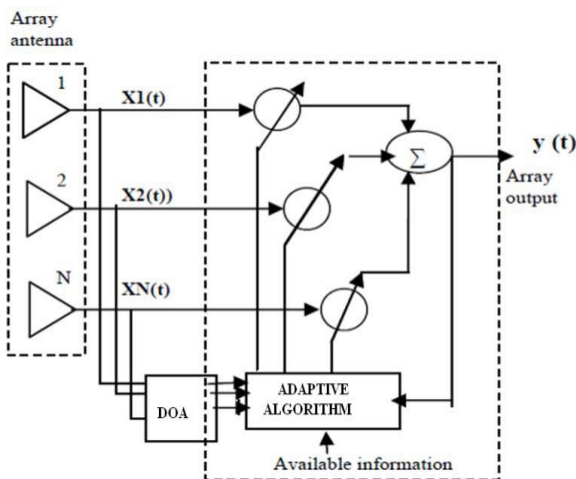 Array
antenna
1
X1(t)
2
X2(t))
N
XN(t)
∑
y (t)
Array
output
DOA
ADAPTIVE
ALGORITHM
Available information